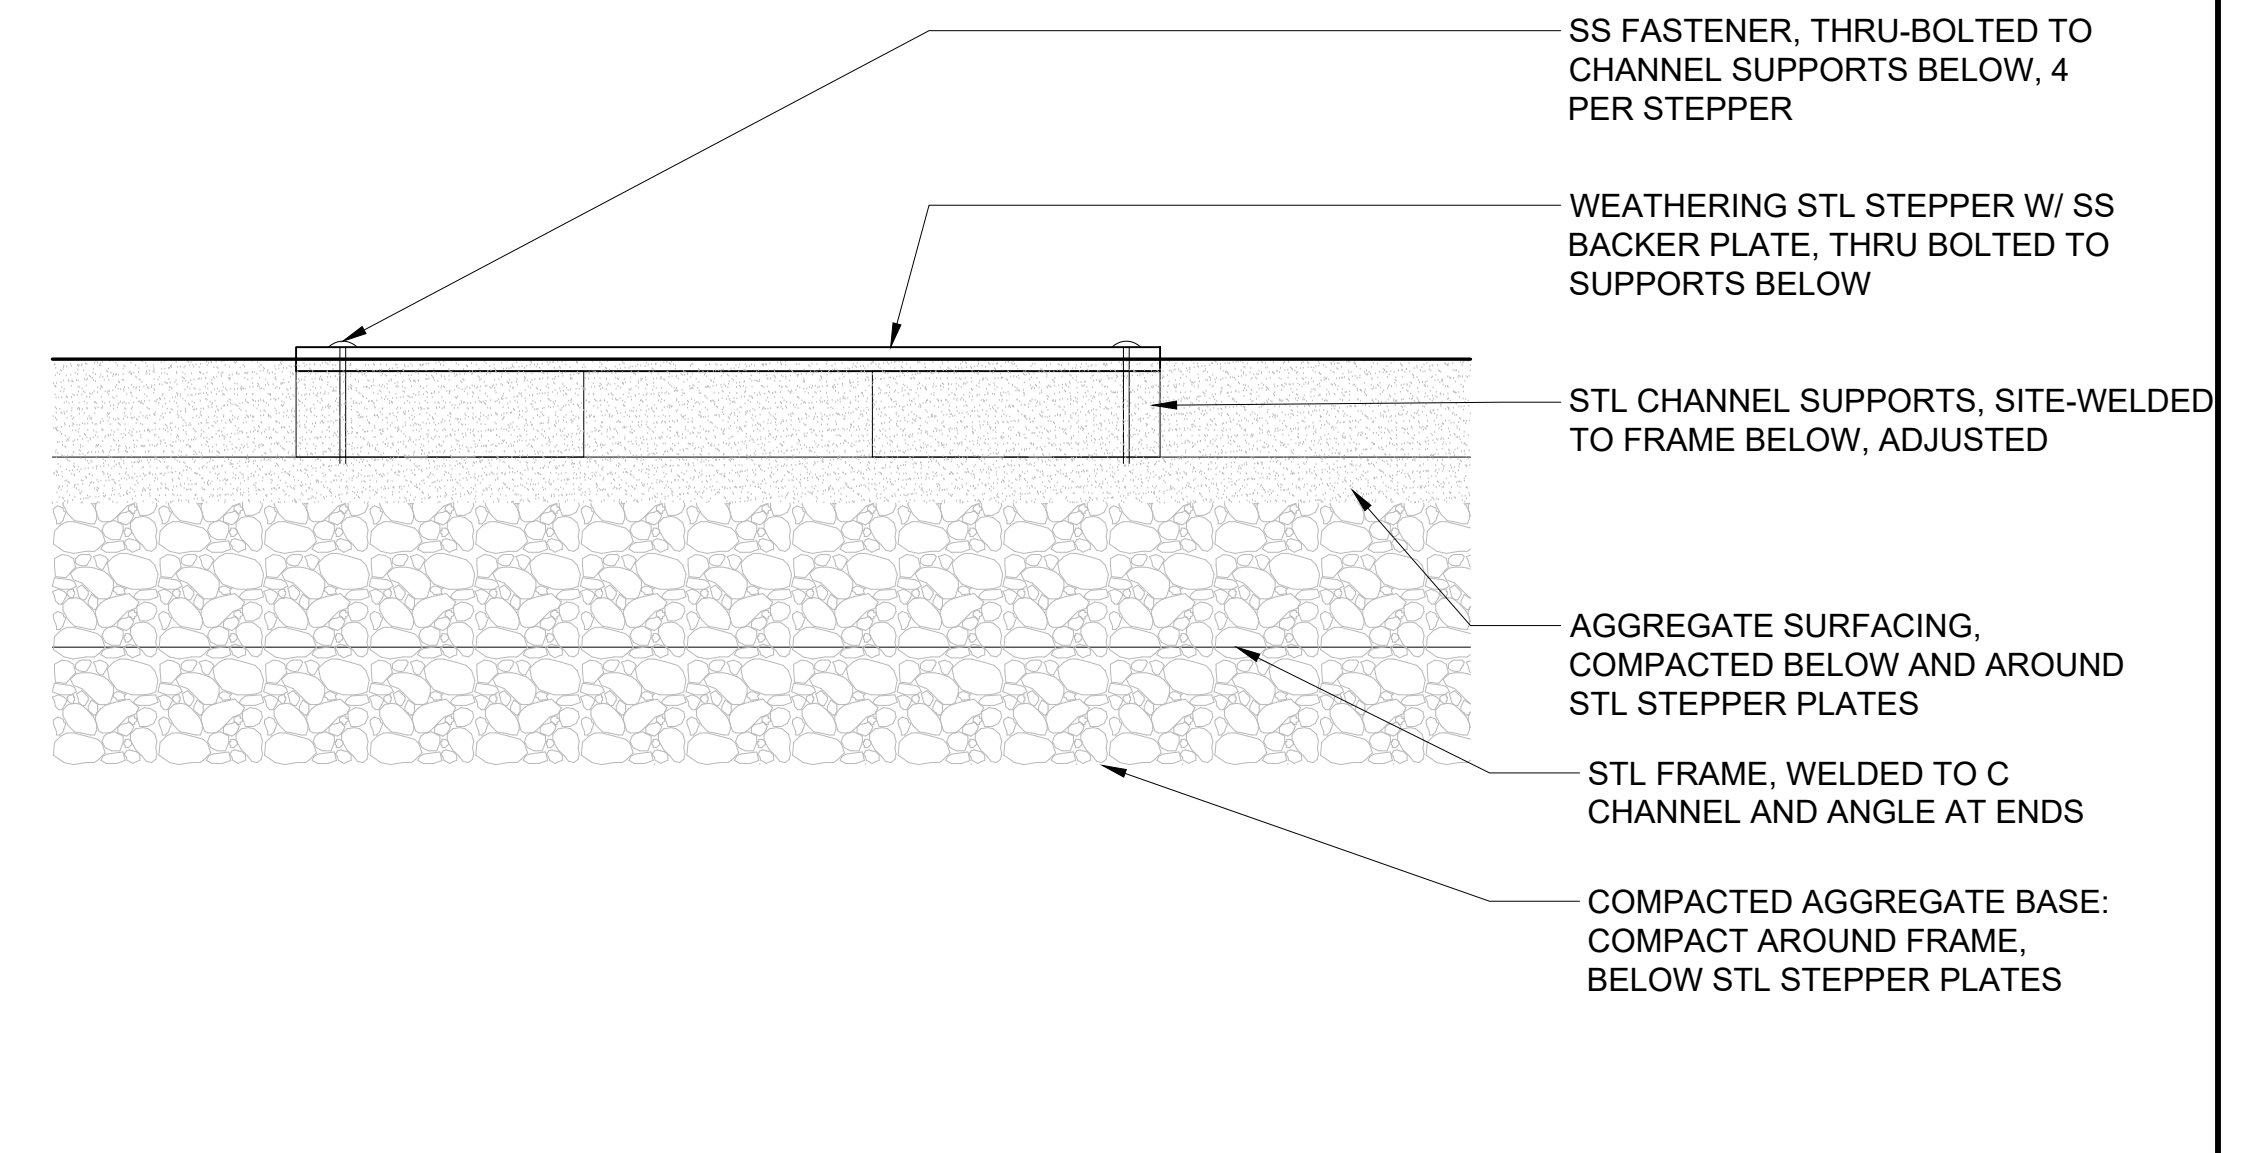 SS FASTENER, THRU-BOLTED TO
CHANNEL SUPPORTS BELOW, 4
PER STEPPER
WEATHERING STL STEPPER W/ SS
BACKER PLATE, THRU BOLTED TO
SUPPORTS BELOW
STL CHANNEL SUPPORTS, SITE-WELDED
TO FRAME BELOW, ADJUSTED
AGGREGATE SURFACING,
COMPACTED BELOW AND AROUND
STL STEPPER PLATES
STL FRAME, WELDED TO C
CHANNEL AND ANGLE AT ENDS
COMPACTED AGGREGATE BASE:
COMPACT AROUND FRAME,
BELOW STL STEPPER PLATES